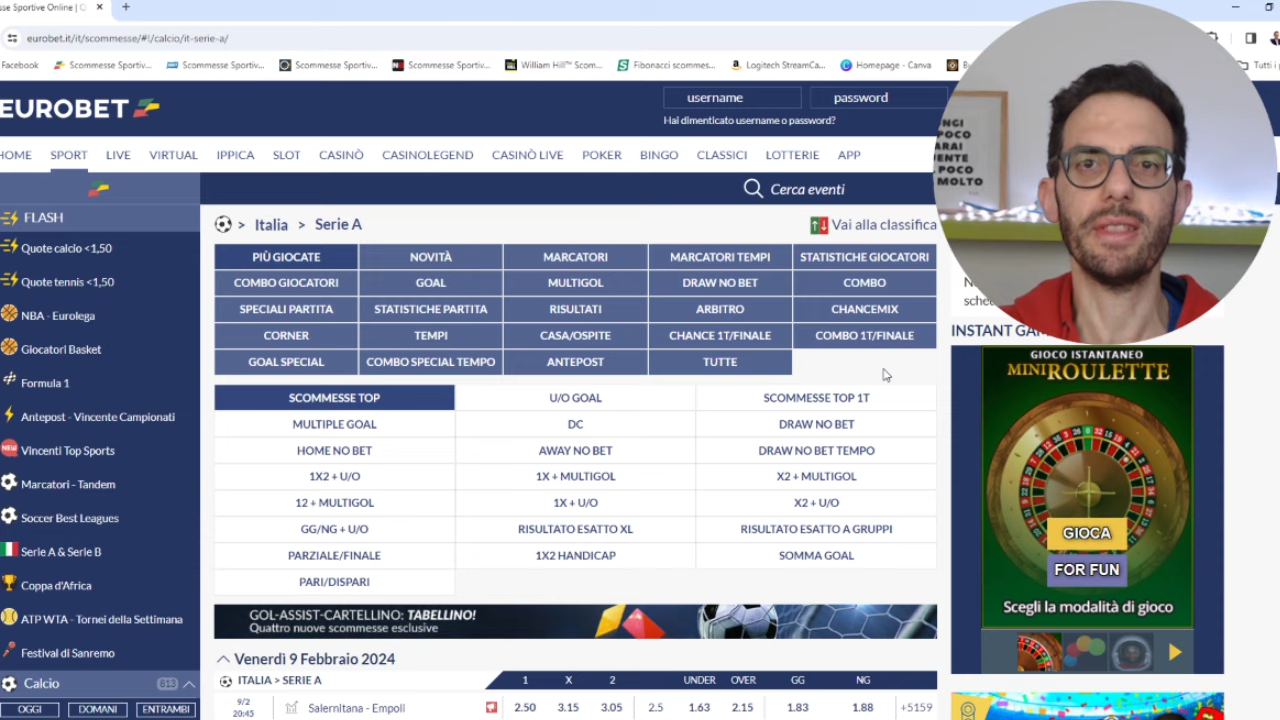 sse Sportive Online |
eurobet.it/it/scommesse/#!/calcio/it-serie-a/
Facebook Scommesse Sportiv... Scommesse Sportiv... Scommesse Sportiv... Scommesse Sportiv... William Hill™ Scom... Fibonacci scommes... Logitech StreamCa... Homepage - Canva Tutti i
EUROBET
username password
Hai dimenticato username o password?
HOME SPORT LIVE VIRTUAL IPPICA SLOT CASINÒ CASINOLEGEND CASINÒ LIVE POKER BINGO CLASSICI LOTTERIE APP
Cerca eventi
FLASH
Quote calcio <1,50
Quote tennis <1,50
NBA - Eurolega
Giocatori Basket
Formula 1
Antepost - Vincente Campionati
NEW
Vincenti Top Sports
Marcatori - Tandem
Soccer Best Leagues
Serie A & Serie B
Coppa d'Africa
ATP WTA - Tornei della Settimana
Festival di Sanremo
Calcio 613
OGGI DOMANI ENTRAMBI
> Italia > Serie A
Vai alla classifica
PIÙ GIOCATE NOVITÀ MARCATORI MARCATORI TEMPI STATISTICHE GIOCATORI
COMBO GIOCATORI GOAL MULTIGOL DRAW NO BET COMBO
SPECIALI PARTITA STATISTICHE PARTITA RISULTATI ARBITRO CHANCEMIX
CORNER TEMPI CASA/OSPITE CHANCE 1T/FINALE COMBO 1T/FINALE
GOAL SPECIAL COMBO SPECIAL TEMPO ANTEPOST TUTTE
SCOMMESSE TOP U/O GOAL SCOMMESSE TOP 1T
MULTIPLE GOAL DC DRAW NO BET
HOME NO BET AWAY NO BET DRAW NO BET TEMPO
1X2 + U/O 1X + MULTIGOL X2 + MULTIGOL
12 + MULTIGOL 1X + U/O X2 + U/O
GG/NG + U/O RISULTATO ESATTO XL RISULTATO ESATTO A GRUPPI
PARZIALE/FINALE 1X2 HANDICAP SOMMA GOAL
PARI/DISPARI
GOL-ASSIST-CARTELLINO: TABELLINO!
Quattro nuove scommesse esclusive
Venerdì 9 Febbraio 2024
ITALIA > SERIE A 1 X 2 UNDER OVER GG NG
9/2
20:45
Salernitana - Empoli 2.50 3.15 3.05 2.5 1.63 2.15 1.83 1.88 +5159
POCO
ARAI
POCO
MOLTO
sche
INSTANT GA
GIOCO ISTANTANEO
MINIROULETTE
GIOCA
FOR FUN
Scegli la modalità di gioco